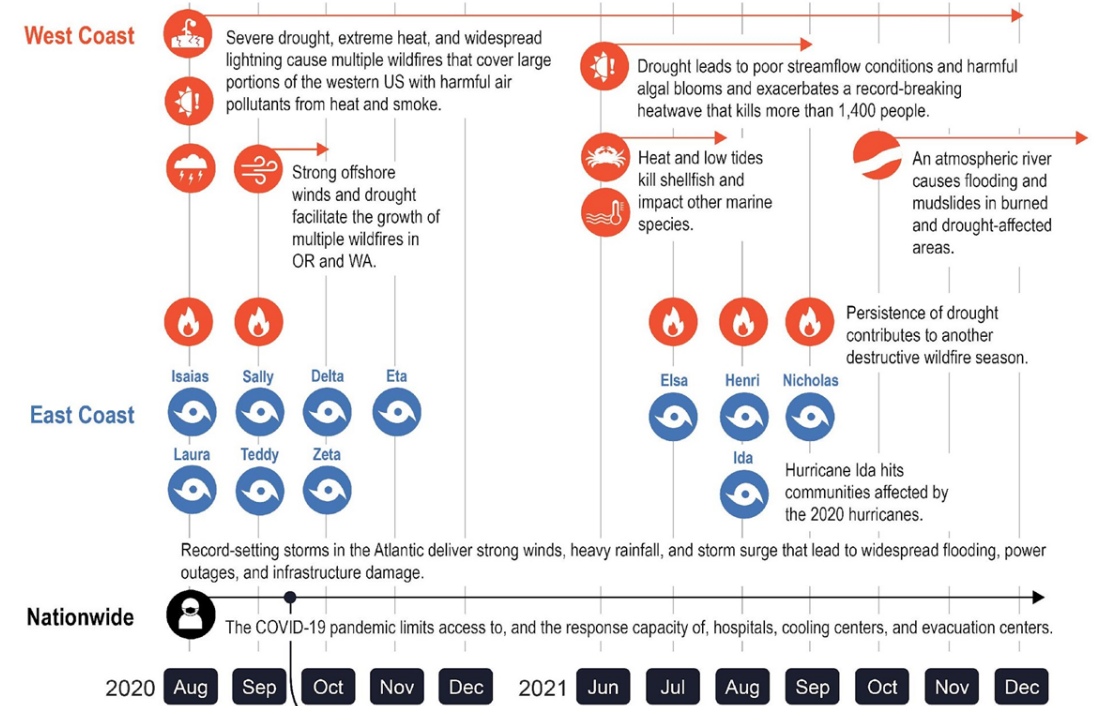 West Coast
Severe drought, extreme heat, and widespread
lightning cause multiple wildfires that cover large
portions of the western US with harmful air
pollutants from heat and smoke.
Drought leads to poor streamflow conditions and harmful
algal blooms and exacerbates a record-breaking
heatwave that kills more than 1,400 people.
Strong offshore
winds and drought
facilitate the growth of
multiple wildfires in
OR and WA.
Heat and low tides
kill shellfish and
impact other marine
species.
An atmospheric river
causes flooding and
mudslides in burned
and drought-affected
areas.
Persistence of drought
contributes to another
destructive wildfire season.
East Coast
Isaias Sally Delta Eta Elsa Henri Nicholas
Laura Teddy Zeta Ida
Hurricane Ida hits
communities affected by
the 2020 hurricanes.
Record-setting storms in the Atlantic deliver strong winds, heavy rainfall, and storm surge that lead to widespread flooding, power
outages, and infrastructure damage.
Nationwide
The COVID-19 pandemic limits access to, and the response capacity of, hospitals, cooling centers, and evacuation centers.
2020 Aug Sep Oct Nov Dec 2021 Jun Jul Aug Sep Oct Nov Dec